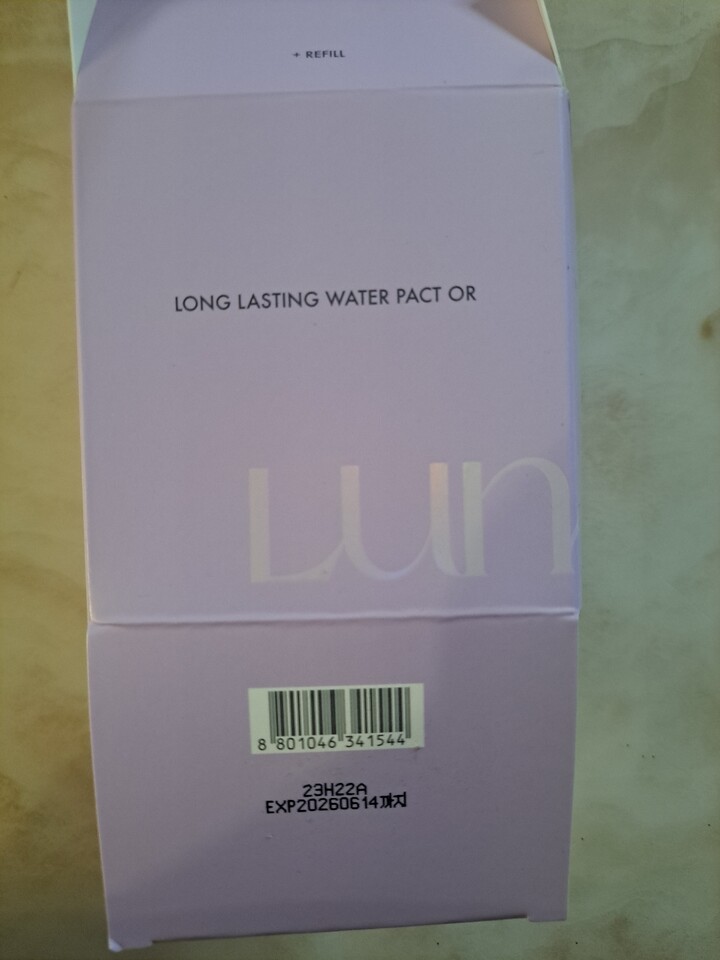 + REFILL
LONG LASTING WATER PACT OR
Lun
8 801046 341544
23H22A
EXP20260614까지